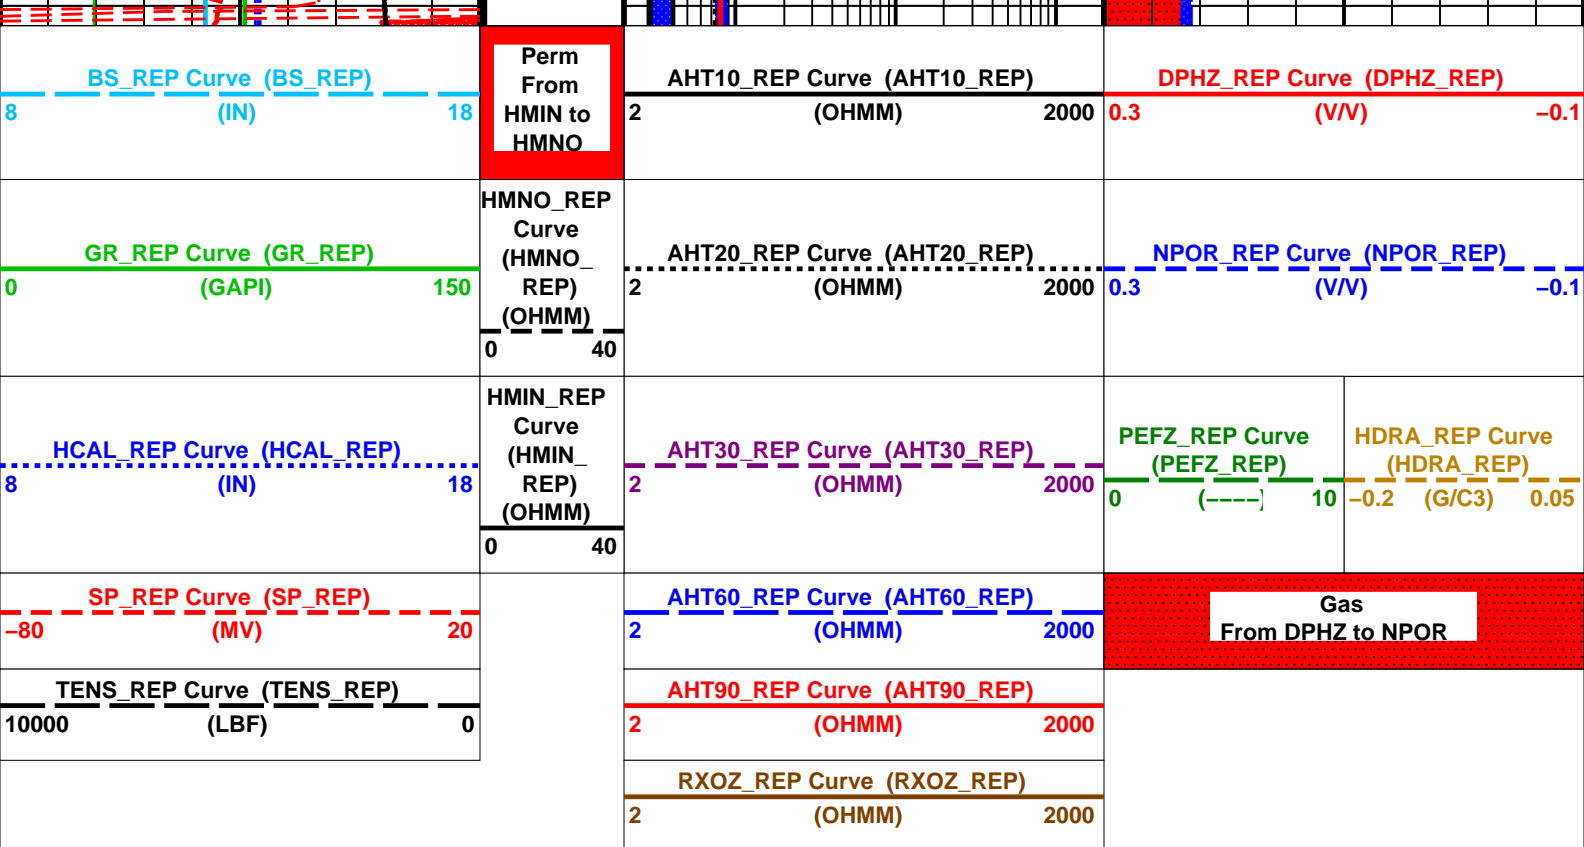 BS_REP Curve (BS_REP)
8 (IN) 18
Perm
From
HMIN to
HMNO
AHT10_REP Curve (AHT10_REP)
2 (OHMM) 2000
DPHZ_REP Curve (DPHZ_REP)
0.3 (V/V) −0.1
GR_REP Curve (GR_REP)
0 (GAPI) 150
HMNO_REP
Curve
(HMNO_
REP)
(OHMM)
0 40
AHT20_REP Curve (AHT20_REP)
2 (OHMM) 2000
NPOR_REP Curve (NPOR_REP)
0.3 (V/V) −0.1
HCAL_REP Curve (HCAL_REP)
8 (IN) 18
HMIN_REP
Curve
(HMIN_
REP)
(OHMM)
0 40
AHT30_REP Curve (AHT30_REP)
2 (OHMM) 2000
PEFZ_REP Curve
(PEFZ_REP)
0 (−−−−) 10
HDRA_REP Curve
(HDRA_REP)
−0.2 (G/C3) 0.05
SP_REP Curve (SP_REP)
−80 (MV) 20
AHT60_REP Curve (AHT60_REP)
2 (OHMM) 2000
Gas
From DPHZ to NPOR
TENS_REP Curve (TENS_REP)
10000 (LBF) 0
AHT90_REP Curve (AHT90_REP)
2 (OHMM) 2000
RXOZ_REP Curve (RXOZ_REP)
2 (OHMM) 2000